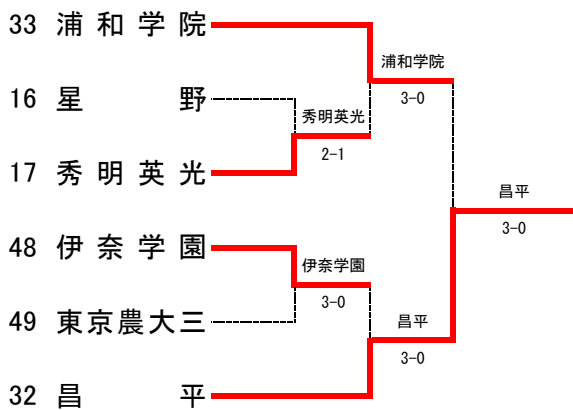 33 浦和学院
16 星野
17 秀明英光
48 伊奈学園
49 東京農大三
32 昌平
秀明英光
2-1
伊奈学園
3-0
浦和学院
3-0
昌平
3-0
昌平
3-0